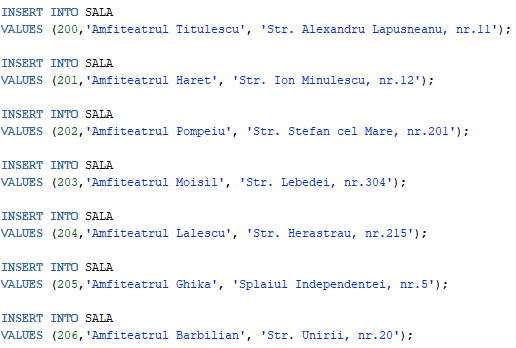 INSERT INTO SALA
VALUES (200,'Amfiteatrul Titulescu', 'Str. Alexandru Lapusneanu, nr.11');
INSERT INTO SALA
VALUES (201,'Amfiteatrul Haret', 'Str. Ion Minulescu, nr.12');
INSERT INTO SALA
VALUES (202,'Amfiteatrul Pompeiu', 'Str. Stefan cel Mare, nr.201');
INSERT INTO SALA
VALUES (203,'Amfiteatrul Moisil', 'Str. Lebedei, nr.304');
INSERT INTO SALA
VALUES (204,'Amfiteatrul Lalescu', 'Str. Herastrau, nr.215');
INSERT INTO SALA
VALUES (205,'Amfiteatrul Ghika', 'Splaiul Independentei, nr.5');
INSERT INTO SALA
VALUES (206,'Amfiteatrul Barbilian', 'Str. Unirii, nr.20');